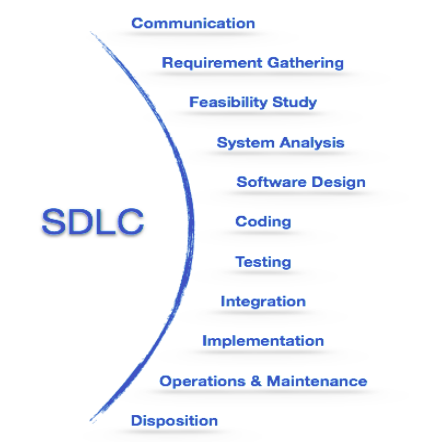 Communication
Requirement Gathering
Feasibility Study
System Analysis
Software Design
SDLC
Coding
Testing
Integration
Implementation
Operations & Maintenance
Disposition